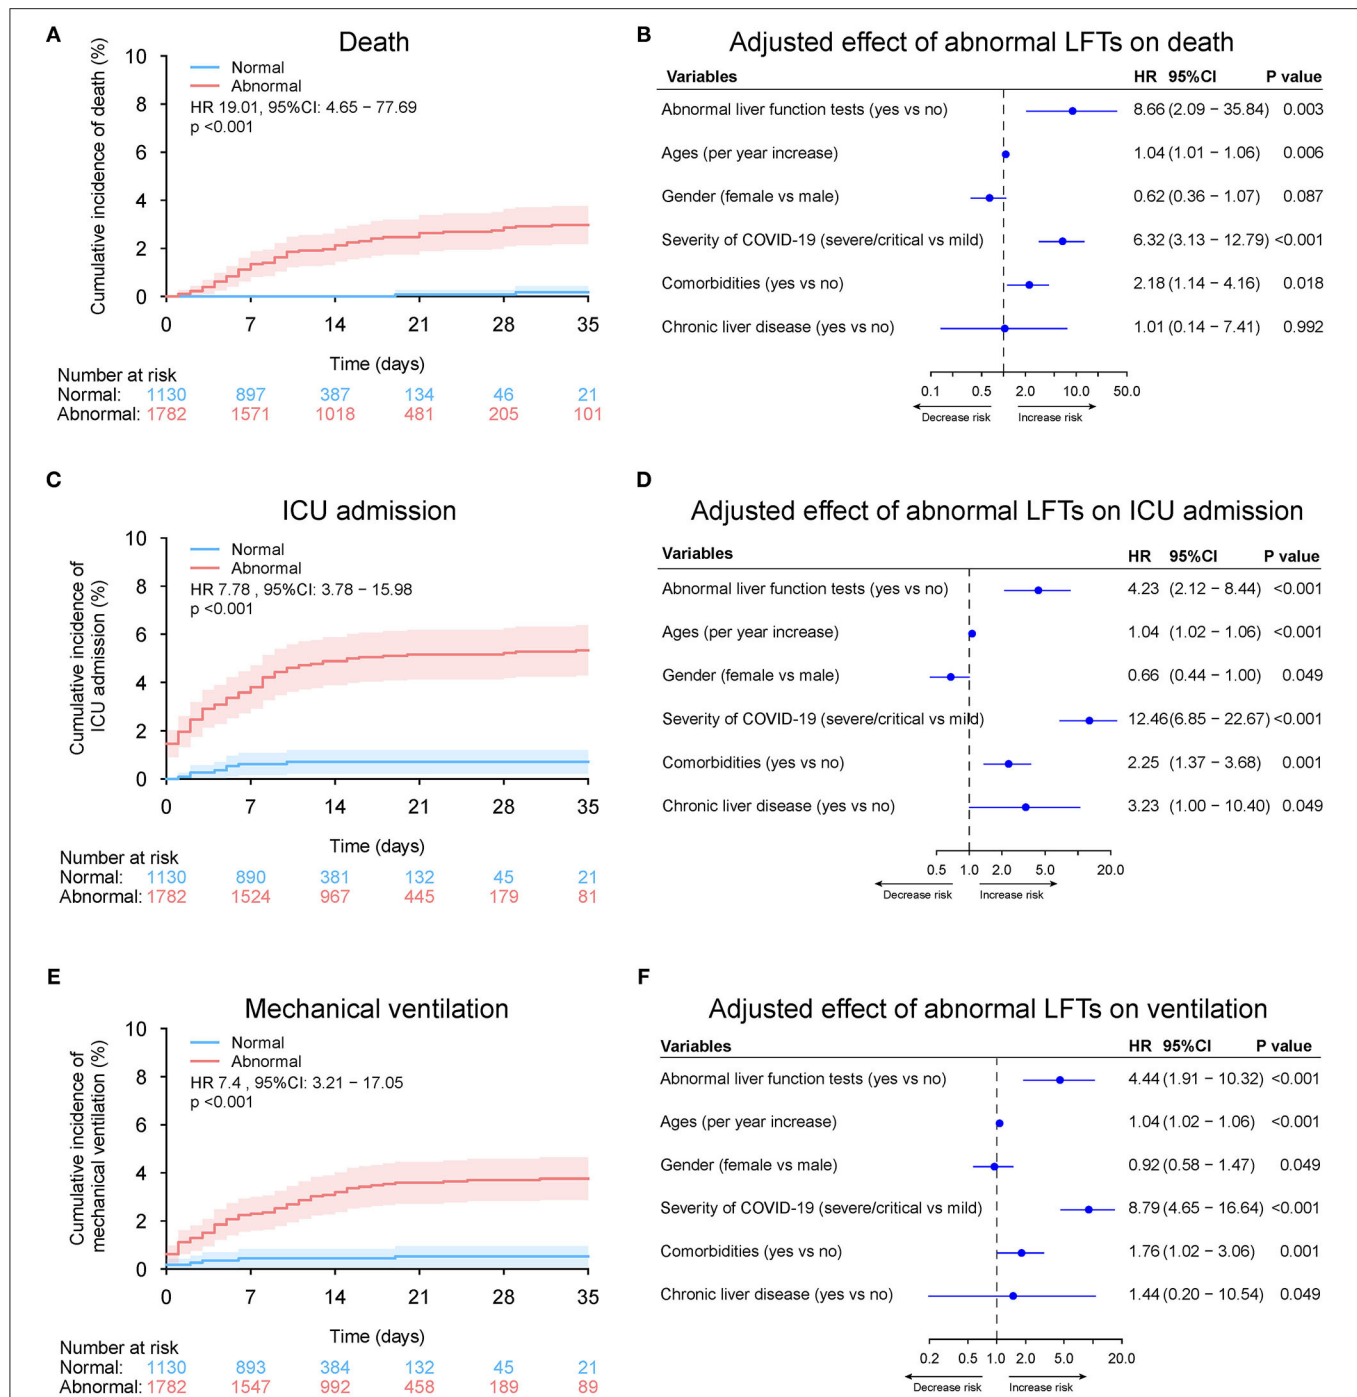 A
Death
Cumulative incidence of death (%)
10
8
6
4
2
0
Normal
Abnormal
HR 19.01, 95%CI: 4.65 – 77.69
p <0.001
0 7 14 21 28 35
Time (days)
Number at risk
Normal: 1130 897 387 134 46 21
Abnormal: 1782 1571 1018 481 205 101
B
Adjusted effect of abnormal LFTs on death
Variables HR 95%CI P value
Abnormal liver function tests (yes vs no) 8.66 (2.09 – 35.84) 0.003
Ages (per year increase) 1.04 (1.01 – 1.06) 0.006
Gender (female vs male) 0.62 (0.36 – 1.07) 0.087
Severity of COVID-19 (severe/critical vs mild) 6.32 (3.13 – 12.79) <0.001
Comorbidities (yes vs no) 2.18 (1.14 – 4.16) 0.018
Chronic liver disease (yes vs no) 1.01 (0.14 – 7.41) 0.992
0.1 0.5 2.0 10.0 50.0
Decrease risk Increase risk
C
ICU admission
Cumulative incidence of
ICU admission (%)
10
8
6
4
2
0
Normal
Abnormal
HR 7.78 , 95%CI: 3.78 – 15.98
p <0.001
0 7 14 21 28 35
Time (days)
Number at risk
Normal: 1130 890 381 132 45 21
Abnormal: 1782 1524 967 445 179 81
D
Adjusted effect of abnormal LFTs on ICU admission
Variables HR 95%CI P value
Abnormal liver function tests (yes vs no) 4.23 (2.12 – 8.44) <0.001
Ages (per year increase) 1.04 (1.02 – 1.06) <0.001
Gender (female vs male) 0.66 (0.44 – 1.00) 0.049
Severity of COVID-19 (severe/critical vs mild) 12.46 (6.85 – 22.67) <0.001
Comorbidities (yes vs no) 2.25 (1.37 – 3.68) 0.001
Chronic liver disease (yes vs no) 3.23 (1.00 – 10.40) 0.049
0.5 1.0 2.0 5.0 20.0
Decrease risk Increase risk
E
Mechanical ventilation
Cumulative incidence of
mechanical ventilation (%)
10
8
6
4
2
0
Normal
Abnormal
HR 7.4 , 95%CI: 3.21 – 17.05
p <0.001
0 7 14 21 28 35
Time (days)
Number at risk
Normal: 1130 893 384 132 45 21
Abnormal: 1782 1547 992 458 189 89
F
Adjusted effect of abnormal LFTs on ventilation
Variables HR 95%CI P value
Abnormal liver function tests (yes vs no) 4.44 (1.91 – 10.32) <0.001
Ages (per year increase) 1.04 (1.02 – 1.06) <0.001
Gender (female vs male) 0.92 (0.58 – 1.47) 0.049
Severity of COVID-19 (severe/critical vs mild) 8.79 (4.65 – 16.64) <0.001
Comorbidities (yes vs no) 1.76 (1.02 – 3.06) 0.001
Chronic liver disease (yes vs no) 1.44 (0.20 – 10.54) 0.049
0.2 0.5 1.0 2.0 5.0 20.0
Decrease risk Increase risk